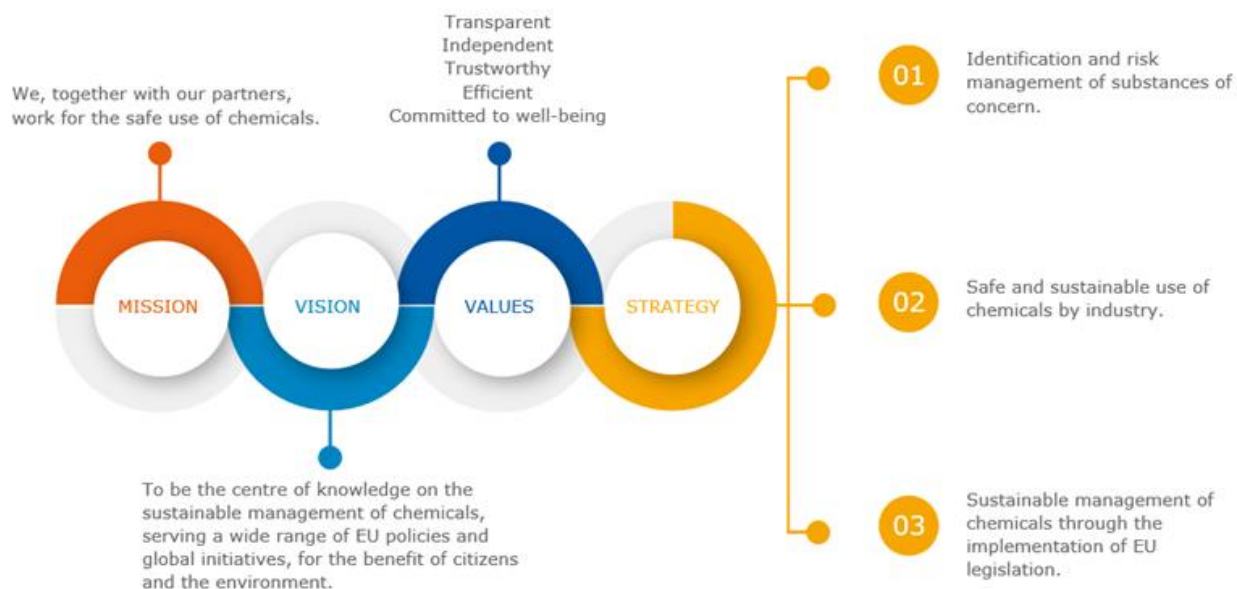 We, together with our partners,
work for the safe use of chemicals.
MISSION
VISION
To be the centre of knowledge on the
sustainable management of chemicals,
serving a wide range of EU policies and
global initiatives, for the benefit of citizens
and the environment.
Transparent
Independent
Trustworthy
Efficient
Committed to well-being
VALUES
STRATEGY
01
Identification and risk
management of substances of
concern.
02
Safe and sustainable use of
chemicals by industry.
03
Sustainable management of
chemicals through the
implementation of EU
legislation.